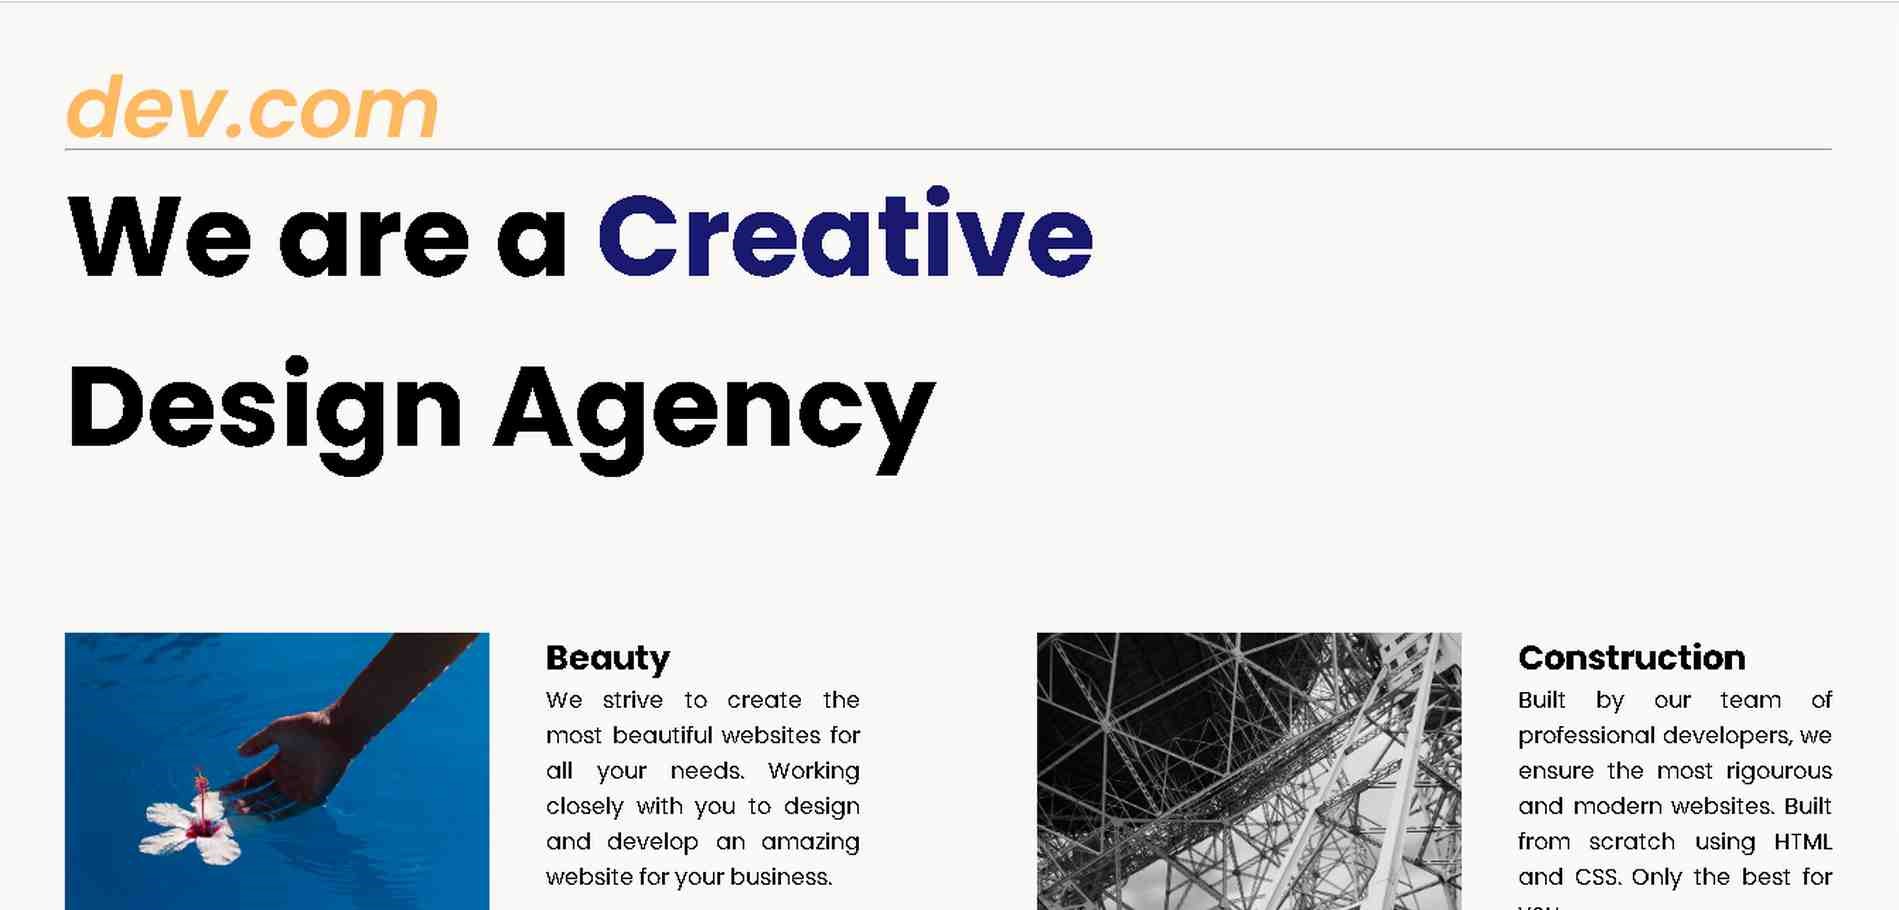 dev.com
We are a Creative
Design Agency
Beauty
We strive to create the
most beautiful websites for
all your needs. Working
closely with you to design
and develop an amazing
website for your business.
Construction
Built by our team of
professional developers, we
ensure the most rigourous
and modern websites. Built
from scratch using HTML
and CSS. Only the best for